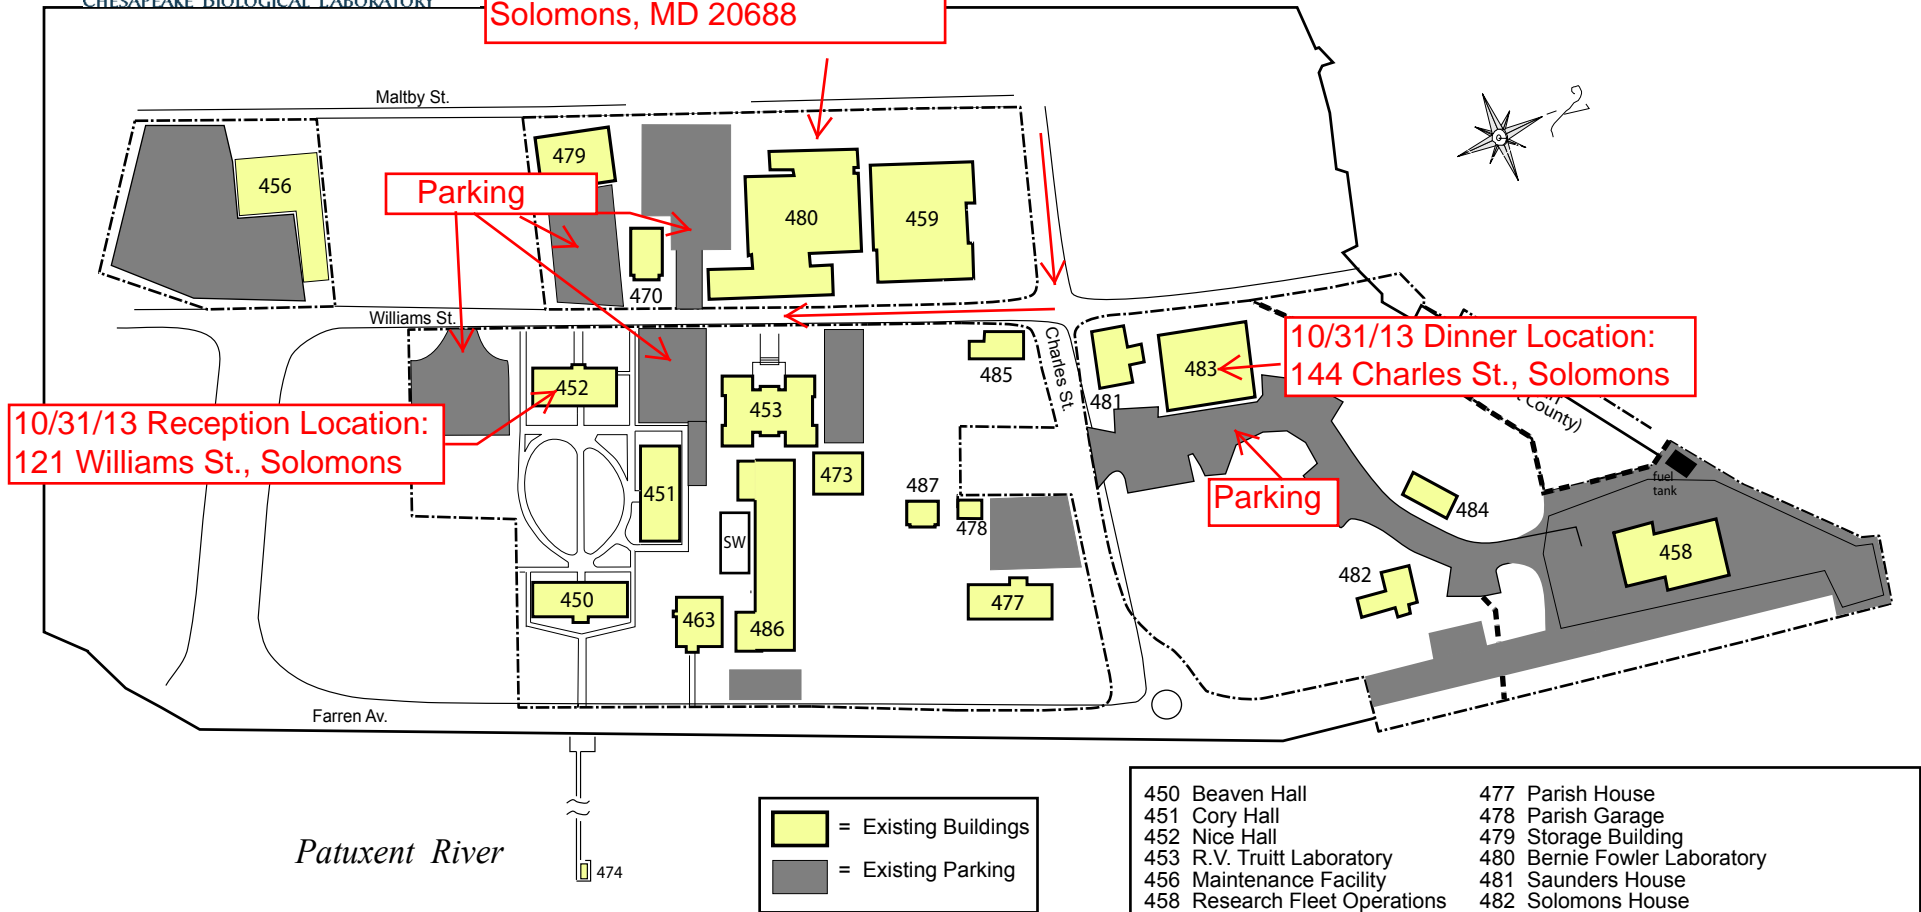 CHESAPEAKE BIOLOGICAL LABORATORY
Solomons, MD 20688
Maltby St.
479
456
Parking
480
459
470
Williams St.
Charles St.
485
481
483
10/31/13 Dinner Location:
144 Charles St., Solomons
County)
452
453
10/31/13 Reception Location:
121 Williams St., Solomons
451
473
487
478
Parking
484
fuel
tank
SW
458
482
450
463
486
477
Farren Av.
Patuxent River
474
= Existing Buildings
= Existing Parking
450 Beaven Hall
451 Cory Hall
452 Nice Hall
453 R.V. Truitt Laboratory
456 Maintenance Facility
458 Research Fleet Operations
477 Parish House
478 Parish Garage
479 Storage Building
480 Bernie Fowler Laboratory
481 Saunders House
482 Solomons House